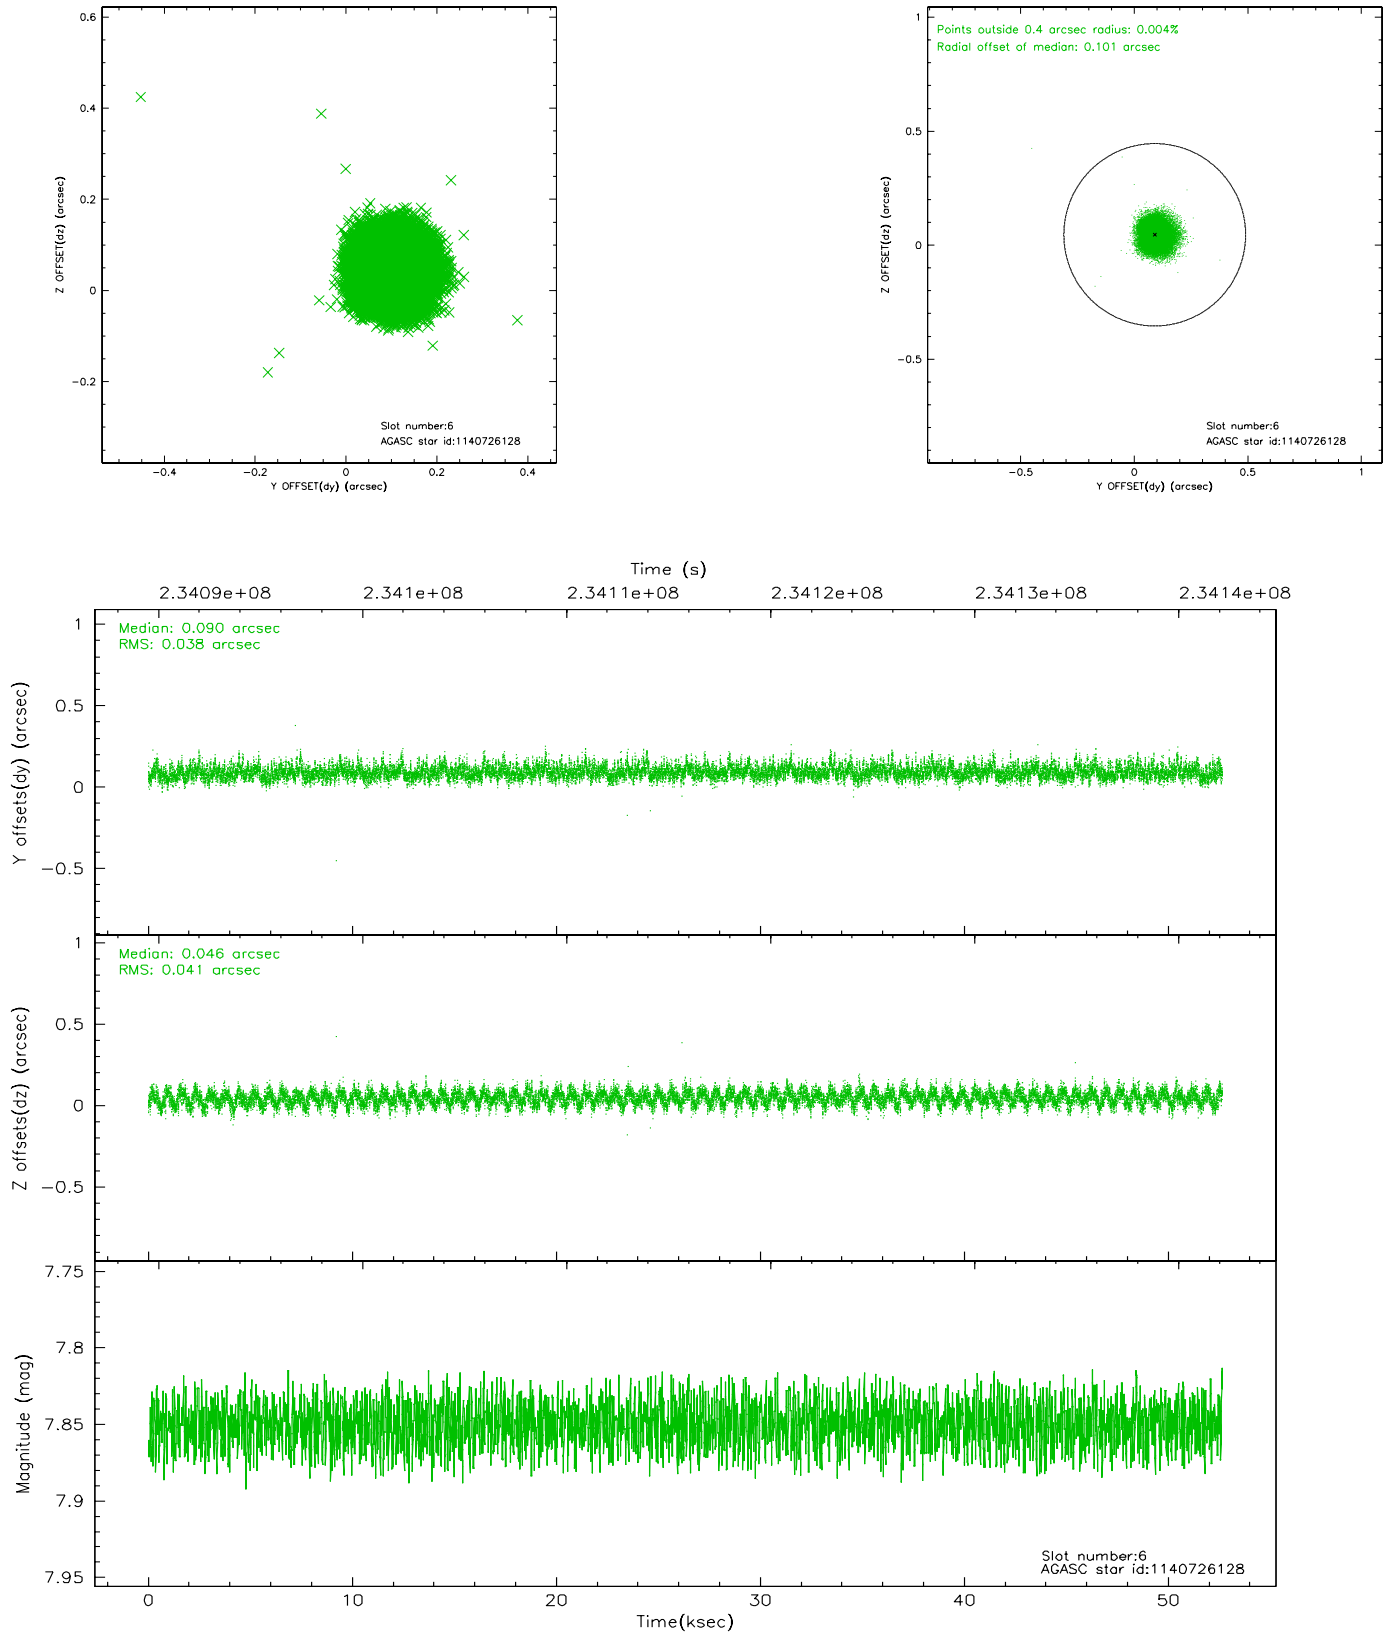 0.6
0.4
0.2
0
−0.2
Z OFFSET(dz) (arcsec)
Slot number:6
AGASC star id:1140726128
−0.4 −0.2 0 0.2 0.4
Y OFFSET(dy) (arcsec)
Points outside 0.4 arcsec radius: 0.004%
Radial offset of median: 0.101 arcsec
1
0.5
0
−0.5
Z OFFSET(dz) (arcsec)
Slot number:6
AGASC star id:1140726128
−0.5 0 0.5 1
Y OFFSET(dy) (arcsec)
Time (s)
2.3409e+08 2.341e+08 2.3411e+08 2.3412e+08 2.3413e+08 2.3414e+08
Median: 0.090 arcsec
RMS: 0.038 arcsec
1
0.5
0
−0.5
Y offsets(dy) (arcsec)
Median: 0.046 arcsec
RMS: 0.041 arcsec
1
0.5
0
−0.5
Z offsets(dz) (arcsec)
7.75
7.8
7.85
7.9
7.95
Magnitude (mag)
Slot number:6
AGASC star id:1140726128
0 10 20 30 40 50
Time(ksec)